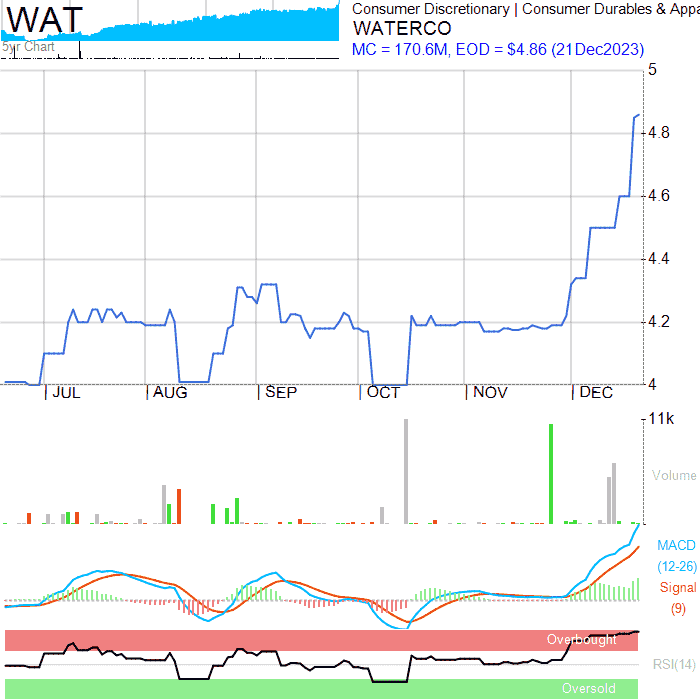 WAT
5yr Chart
Consumer Discretionary | Consumer Durables & Appa
WATERCO
MC = 170.6M, EOD = $4.86 (21Dec2023)
5
4.8
4.6
4.4
4.2
4
JUL
AUG
SEP
OCT
NOV
DEC
11k
Volume
MACD
(12-26)
Signal
(9)
Overbought
RSI(14)
Oversold